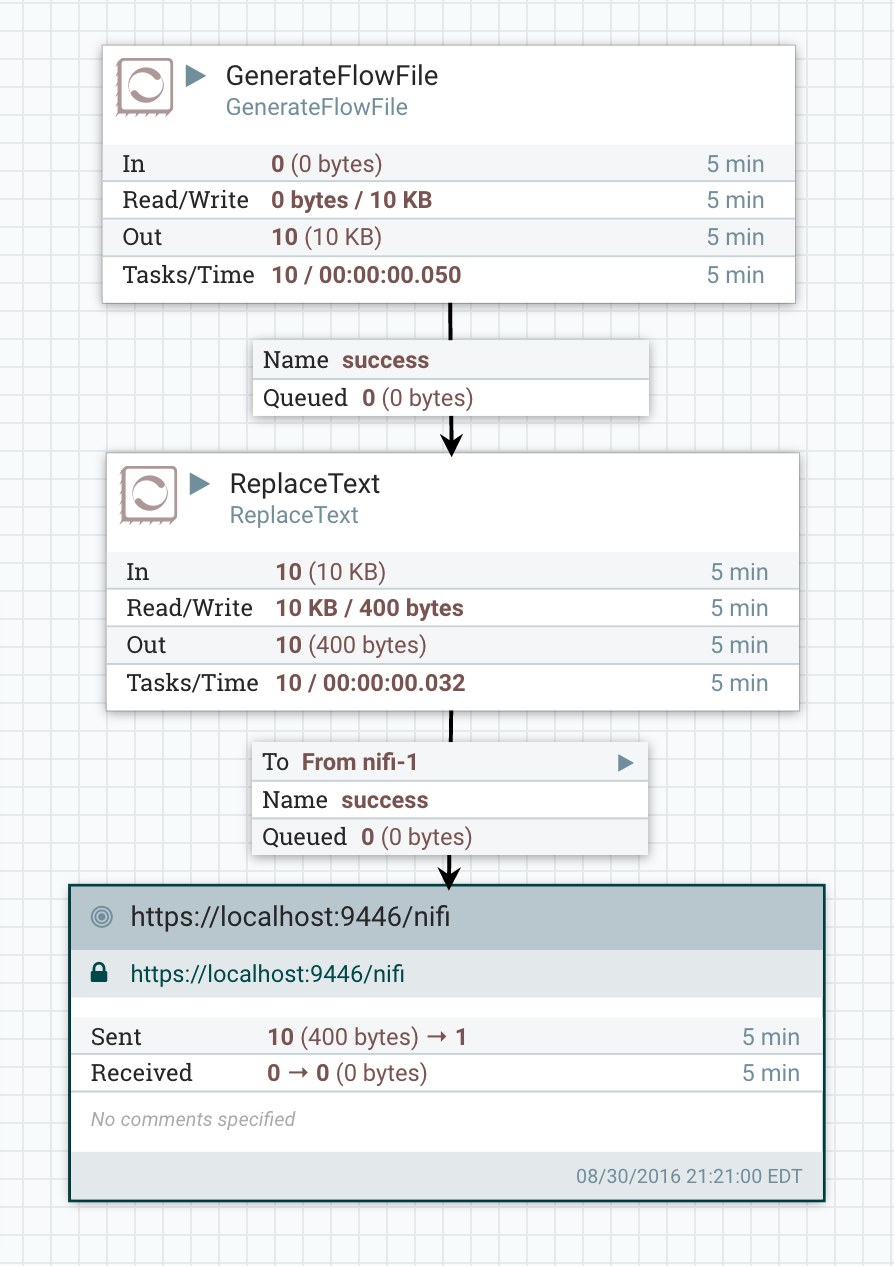 GenerateFlowFile
GenerateFlowFile
In 0 (0 bytes) 5 min
Read/Write 0 bytes / 10 KB 5 min
Out 10 (10 KB) 5 min
Tasks/Time 10 / 00:00:00.050 5 min
Name success
Queued 0 (0 bytes)
ReplaceText
ReplaceText
In 10 (10 KB) 5 min
Read/Write 10 KB / 400 bytes 5 min
Out 10 (400 bytes) 5 min
Tasks/Time 10 / 00:00:00.032 5 min
To From nifi-1
Name success
Queued 0 (0 bytes)
https://localhost:9446/nifi
https://localhost:9446/nifi
Sent 10 (400 bytes) → 1 5 min
Received 0 → 0 (0 bytes) 5 min
No comments specified
08/30/2016 21:21:00 EDT